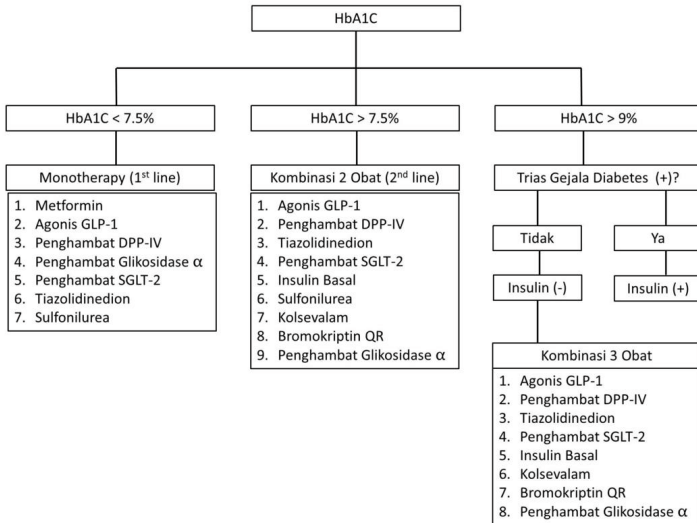 HbA1C
HbA1C < 7.5%
HbA1C > 7.5%
HbA1C > 9%
Monotherapy (1st line)
1. Metformin
2. Agonis GLP-1
3. Penghambat DPP-IV
4. Penghambat Glikosidase α
5. Penghambat SGLT-2
6. Tiazolidinedion
7. Sulfonilurea
Kombinasi 2 Obat (2nd line)
1. Agonis GLP-1
2. Penghambat DPP-IV
3. Tiazolidinedion
4. Penghambat SGLT-2
5. Insulin Basal
6. Sulfonilurea
7. Kolsevalam
8. Bromokriptin QR
9. Penghambat Glikosidase α
Trias Gejala Diabetes (+)?
Tidak
Ya
Insulin (-)
Insulin (+)
Kombinasi 3 Obat
1. Agonis GLP-1
2. Penghambat DPP-IV
3. Tiazolidinedion
4. Penghambat SGLT-2
5. Insulin Basal
6. Kolsevalam
7. Bromokriptin QR
8. Penghambat Glikosidase α